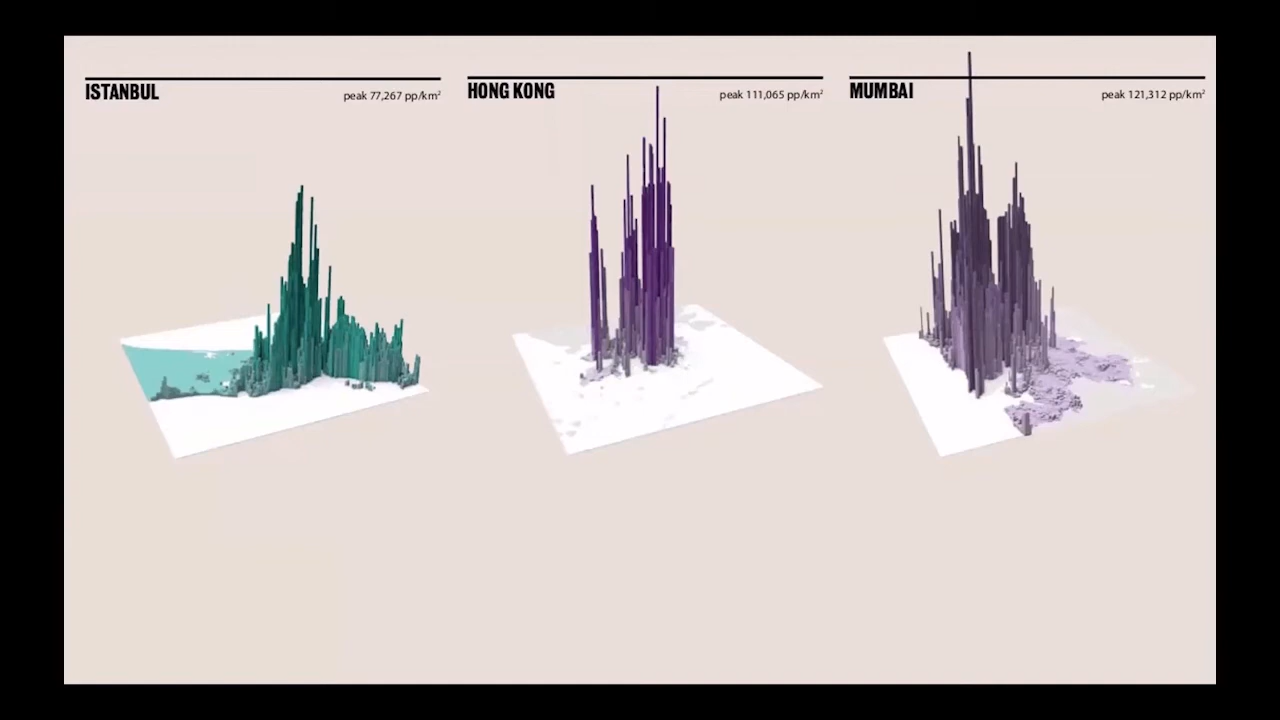 ISTANBUL
peak 77,267 pp/km²
HONG KONG
peak 111,065 pp/km²
MUMBAI
peak 121,312 pp/km²